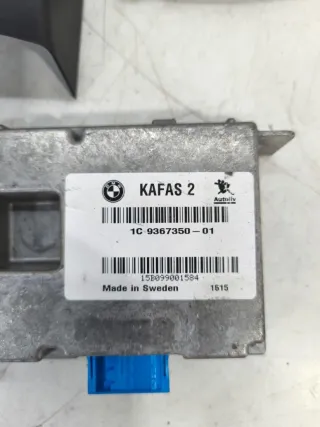 KAFAS 2
Autoliv
1C 9367350-01
15B099001584
Made in Sweden 1615